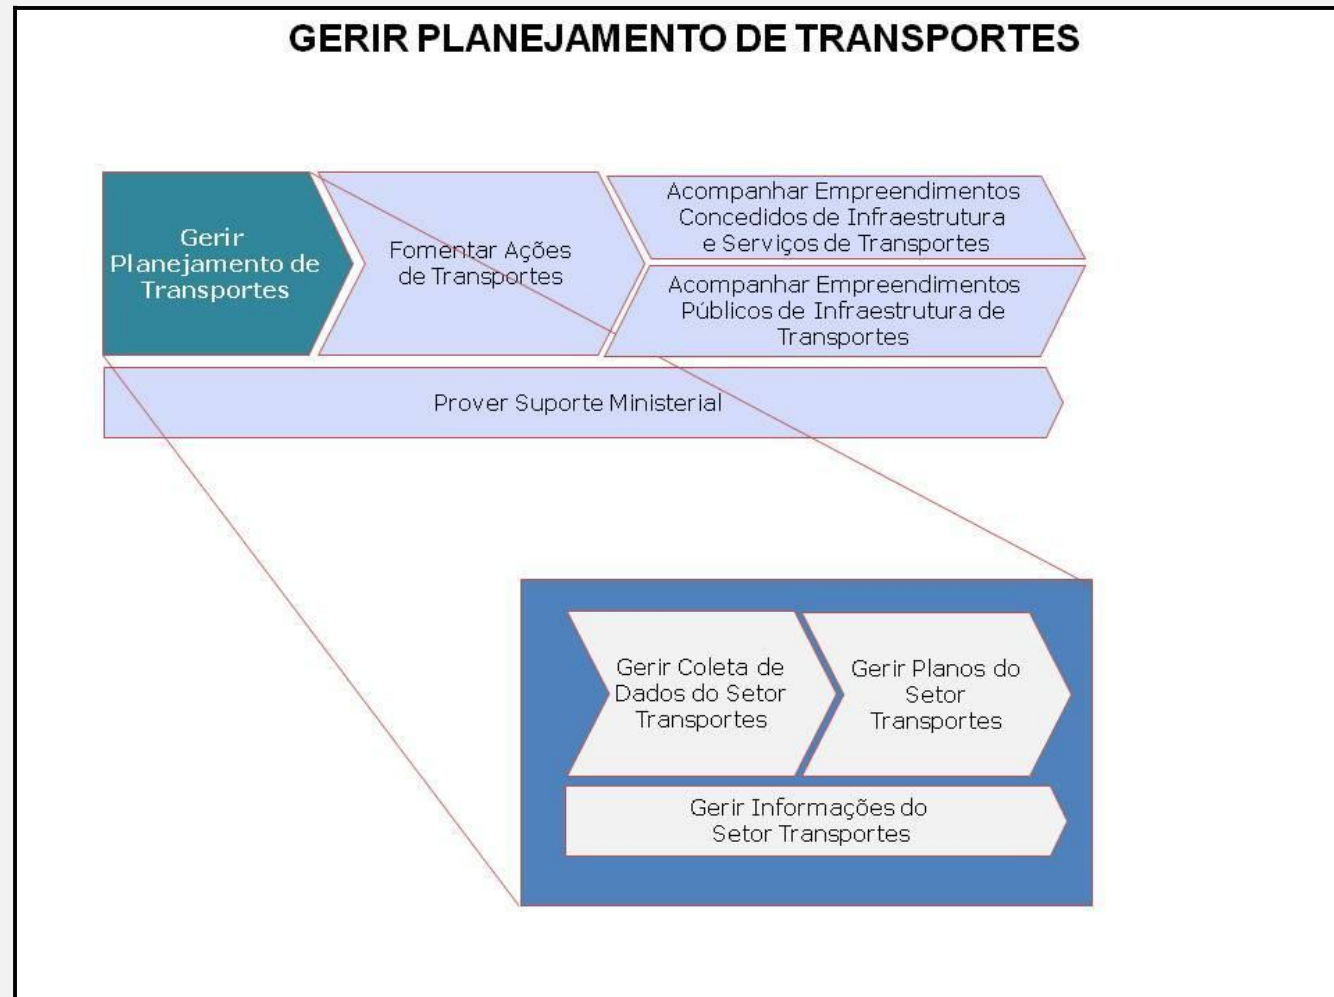 GERIR PLANEJAMENTO DE TRANSPORTES
Gerir
Planejamento de
Transportes
Fomentar Ações
de Transportes
Acompanhar Empreendimentos
Concedidos de Infraestrutura
e Serviços de Transportes
Acompanhar Empreendimentos
Públicos de Infraestrutura de
Transportes
Prover Suporte Ministerial
Gerir Coleta de
Dados do Setor
Transportes
Gerir Planos do
Setor
Transportes
Gerir Informações do
Setor Transportes